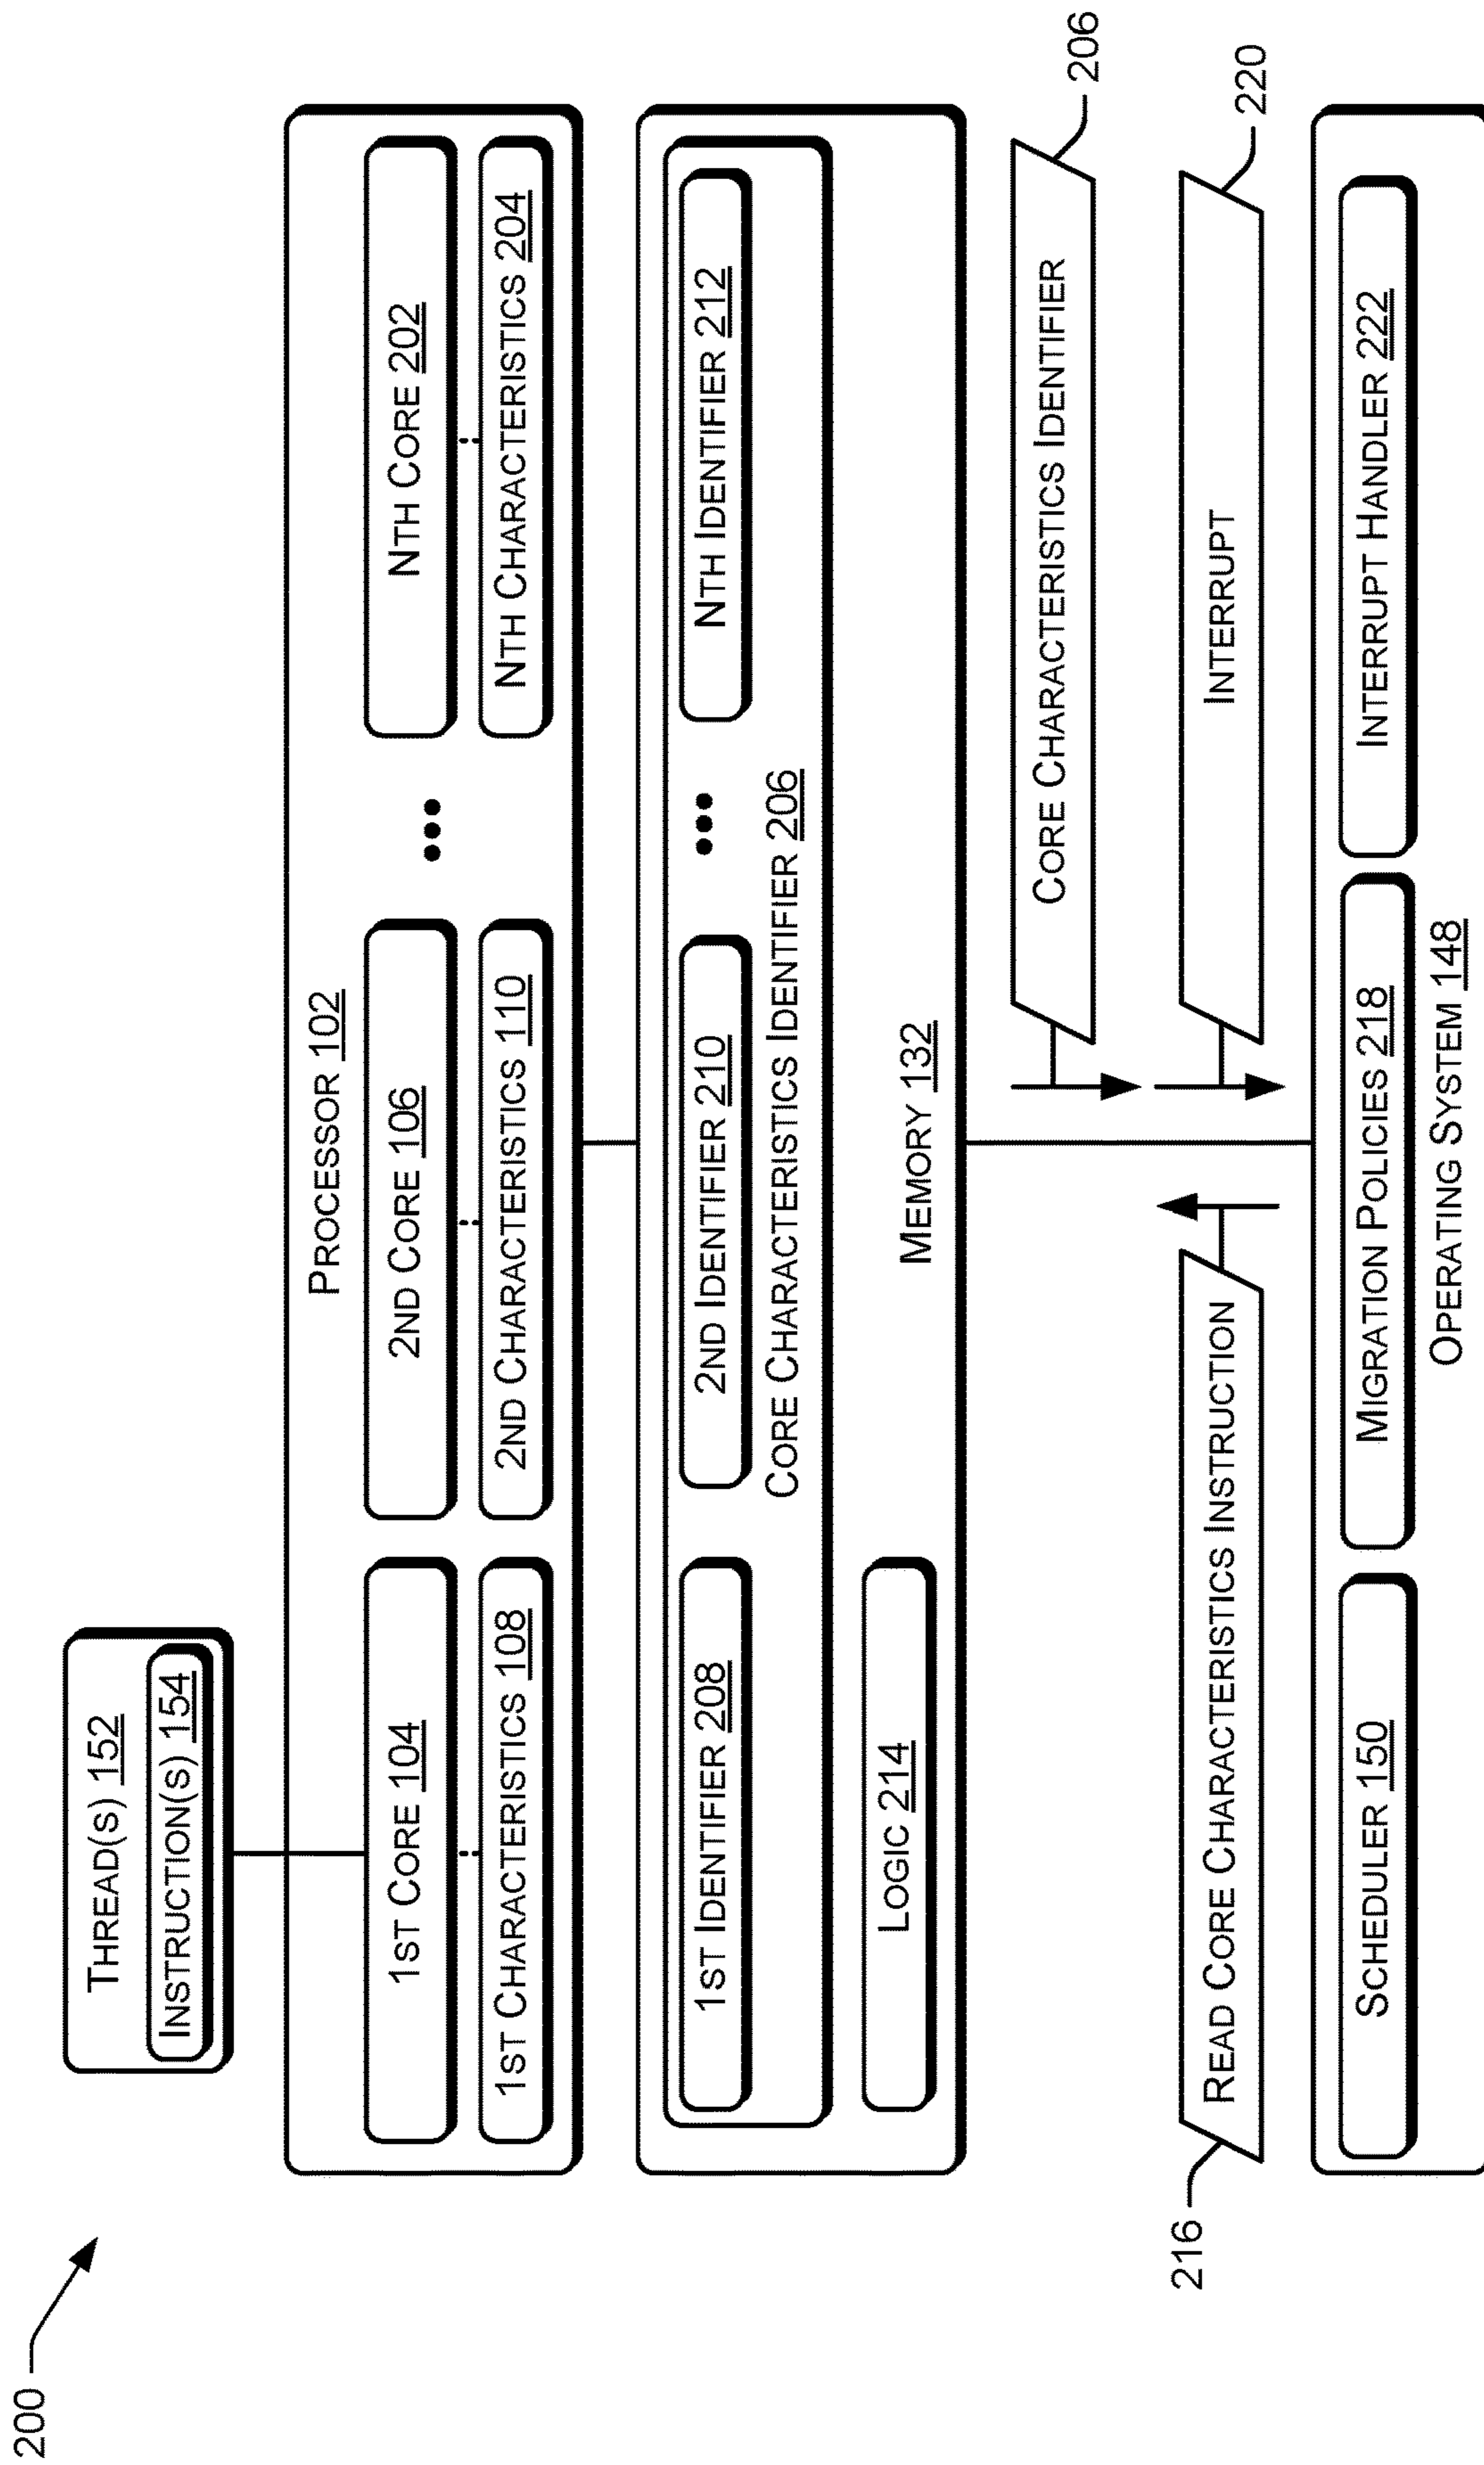 200
THREAD(S) 152
INSTRUCTION(S) 154
PROCESSOR 102
1ST CORE 104
2ND CORE 106
•••
NTH CORE 202
1ST CHARACTERISTICS 108
2ND CHARACTERISTICS 110
NTH CHARACTERISTICS 204
1ST IDENTIFIER 208
2ND IDENTIFIER 210
•••
NTH IDENTIFIER 212
CORE CHARACTERISTICS IDENTIFIER 206
LOGIC 214
MEMORY 132
CORE CHARACTERISTICS IDENTIFIER
206
216
READ CORE CHARACTERISTICS INSTRUCTION
INTERRUPT
220
SCHEDULER 150
MIGRATION POLICIES 218
INTERRUPT HANDLER 222
OPERATING SYSTEM 148